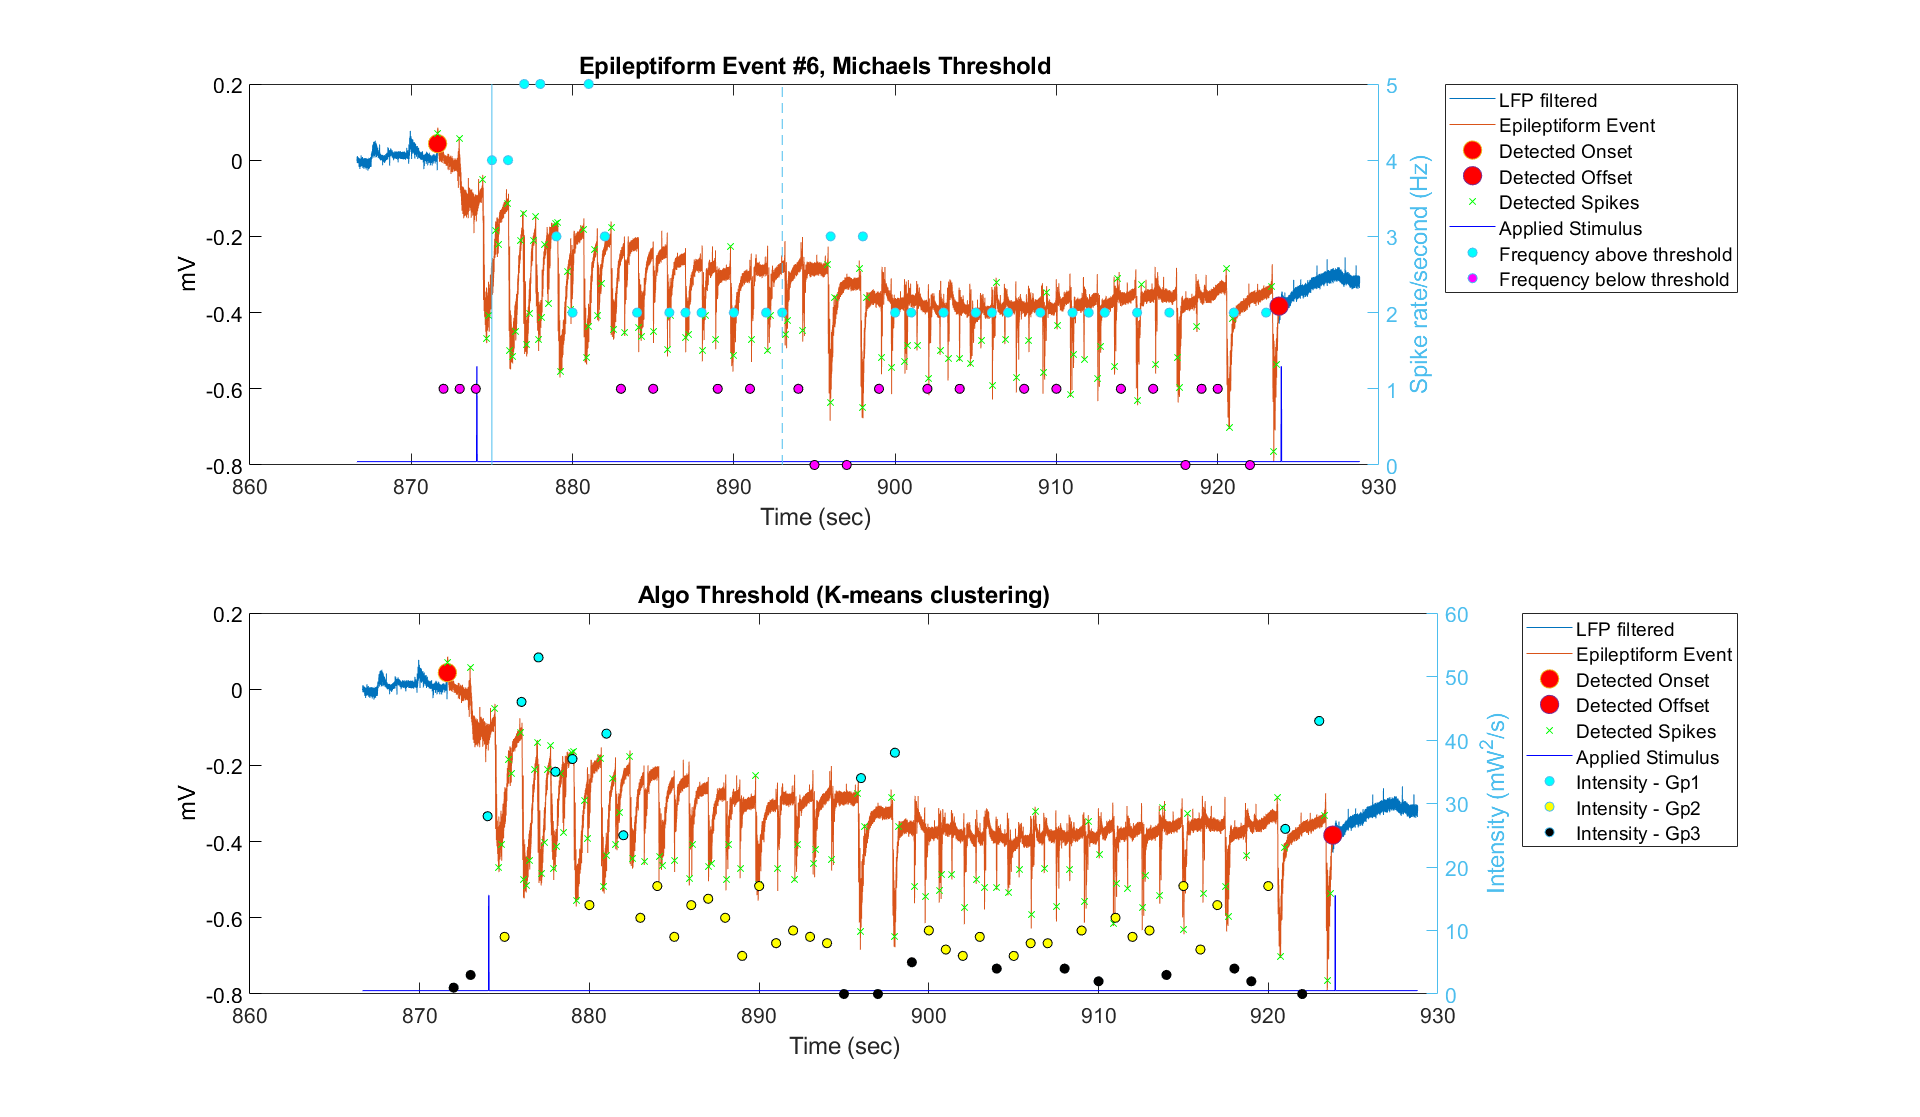 Epileptiform Event #6, Michaels Threshold
0.2
0
-0.2
-0.4
-0.6
-0.8
mV
860
870
880
890
900
910
920
930
Time (sec)
5
4
3
2
1
0
Spike rate/second (Hz)
LFP filtered
Epileptiform Event
Detected Onset
Detected Offset
Detected Spikes
Applied Stimulus
Frequency above threshold
Frequency below threshold
Algo Threshold (K-means clustering)
0.2
0
-0.2
-0.4
-0.6
-0.8
mV
860
870
880
890
900
910
920
930
Time (sec)
60
50
40
30
20
10
0
Intensity (mW²/s)
LFP filtered
Epileptiform Event
Detected Onset
Detected Offset
Detected Spikes
Applied Stimulus
Intensity - Gp1
Intensity - Gp2
Intensity - Gp3